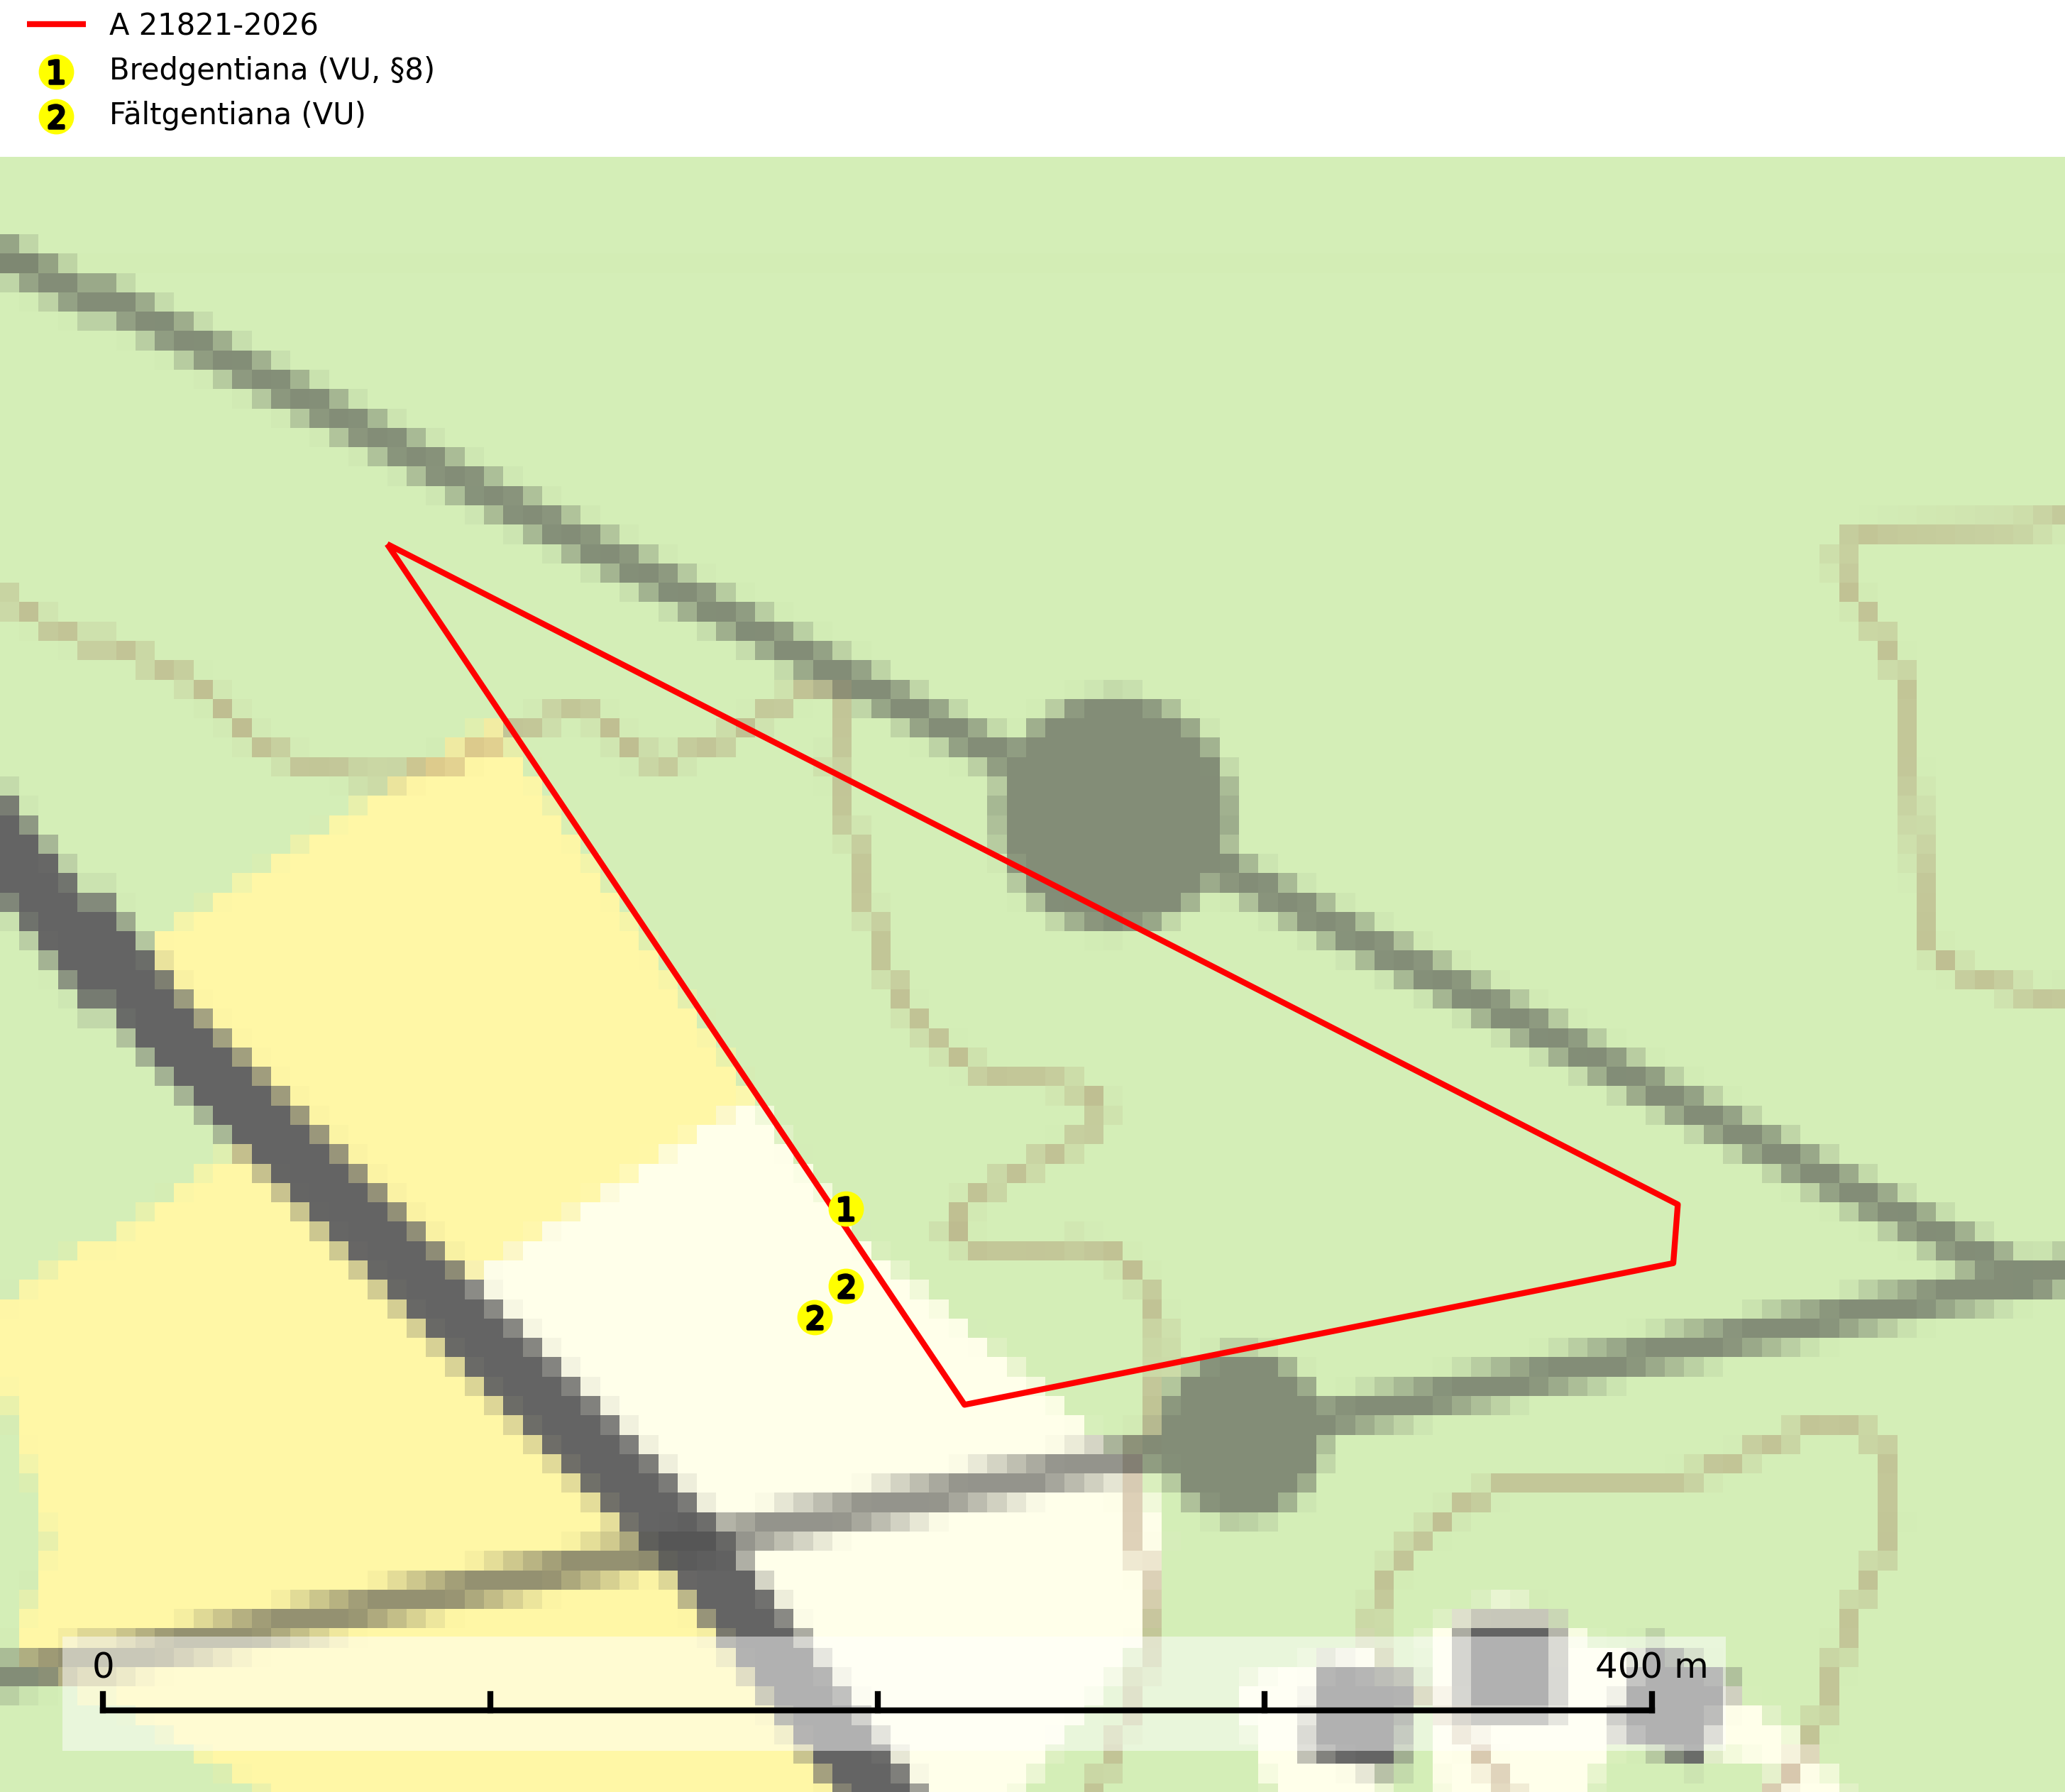 A 21821-2026
1 Bredgentiana (VU, §8)
2 Fältgentiana (VU)
1
2
2
0 400 m